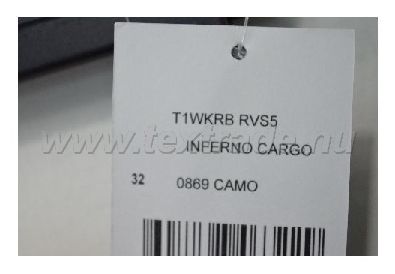 T1WKRB RVS5
www.textrade.nu
INFERNO CARGO
32 0869 CAMO